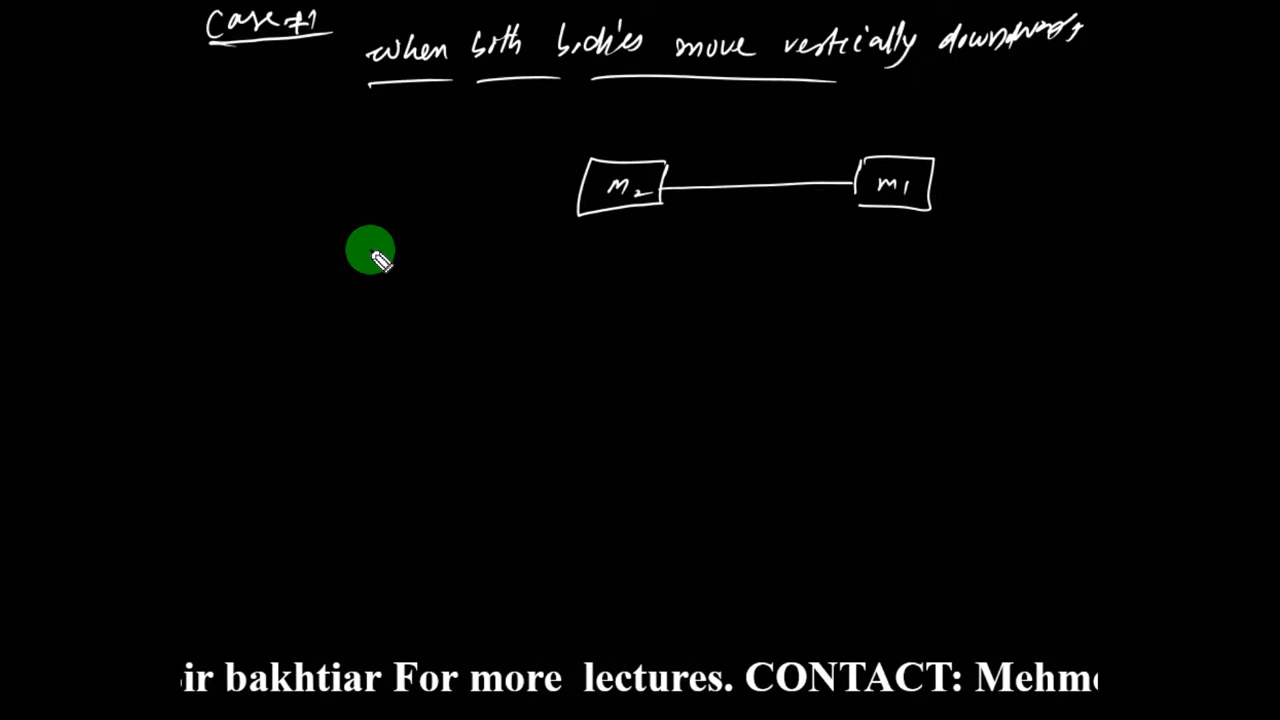 Case #1
when both bodies move vertically downwards
m2 m1
ir bakhtiar For more lectures. CONTACT: Mehm